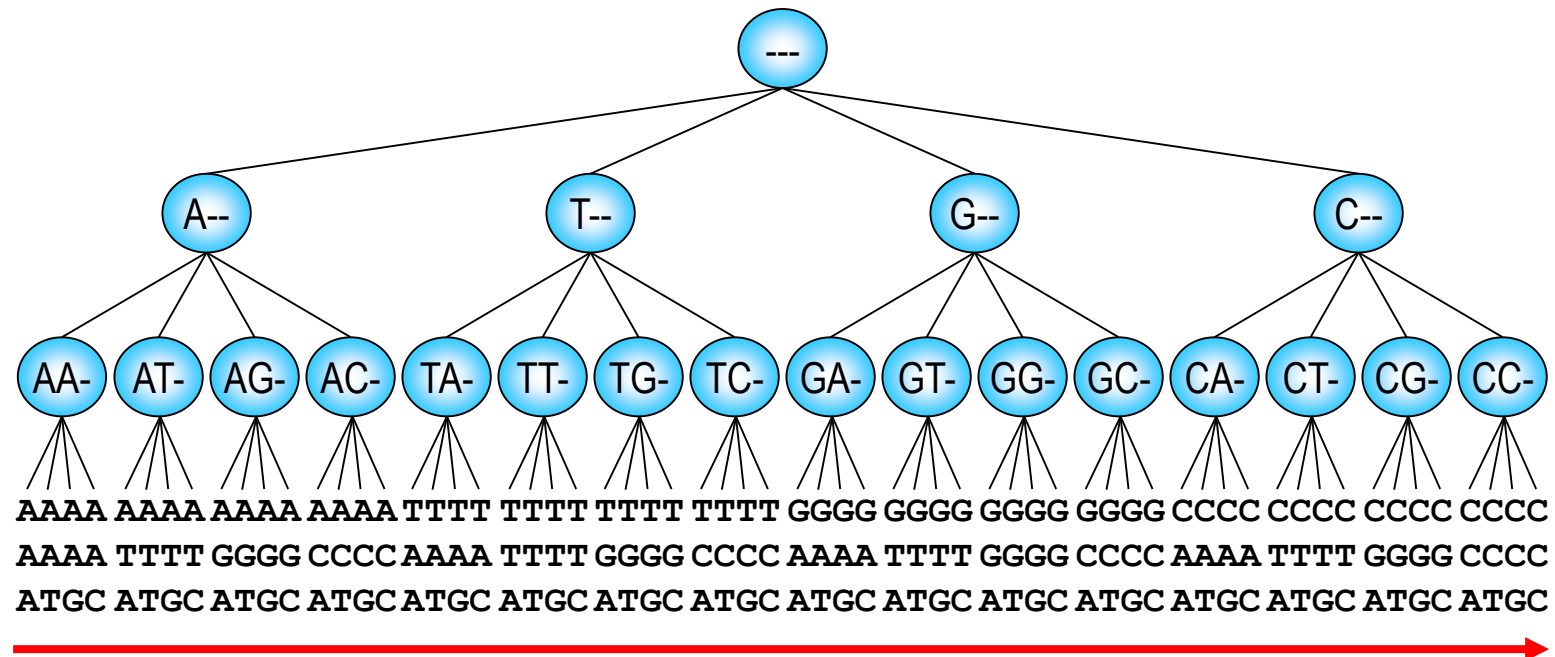 ---
A-- T-- G-- C--
AA- AT- AG- AC- TA- TT- TG- TC- GA- GT- GG- GC- CA- CT- CG- CC-
AAAA AAAA AAAA AAAA TTTT TTTT TTTT TTTT GGGG GGGG GGGG GGGG CCCC CCCC CCCC CCCC
AAAA TTTT GGGG CCCC AAAA TTTT GGGG CCCC AAAA TTTT GGGG CCCC AAAA TTTT GGGG CCCC
ATGC ATGC ATGC ATGC ATGC ATGC ATGC ATGC ATGC ATGC ATGC ATGC ATGC ATGC ATGC ATGC